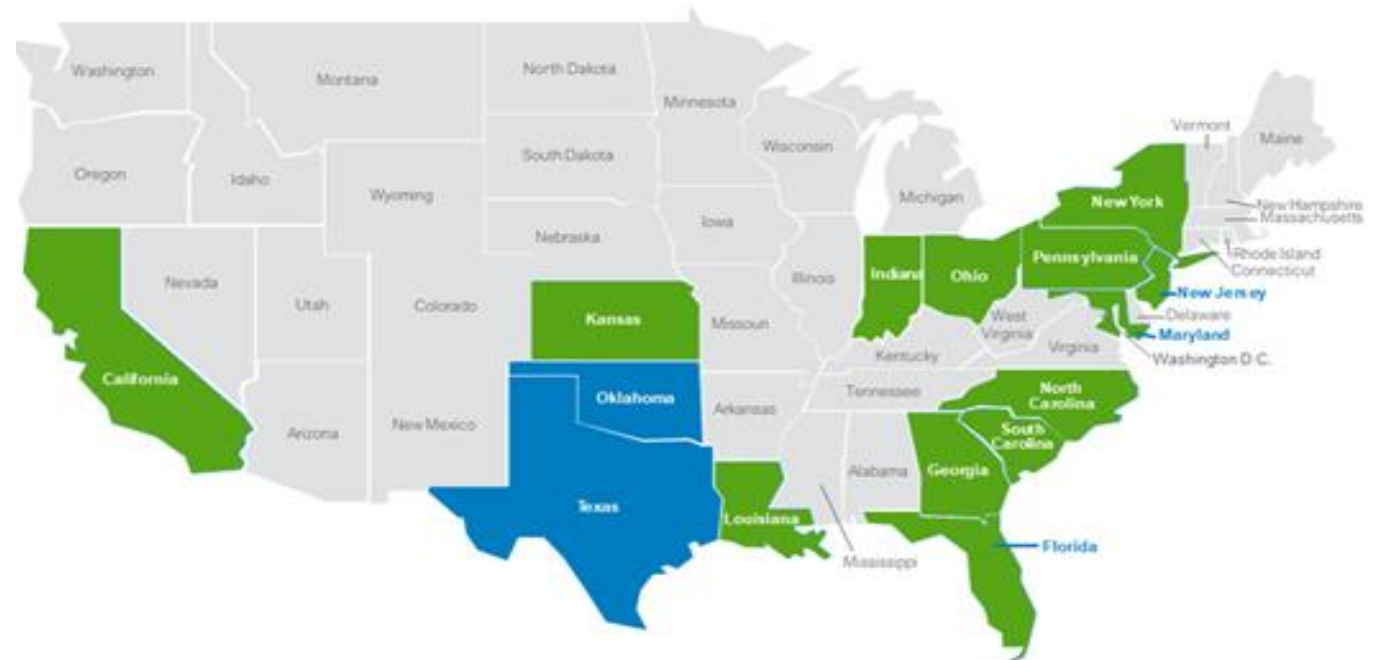 Washington
Montana
North Dakota
Minnesota
Vermont
Maine
Oregon
Idaho
Wyoming
South Dakota
Wisconsin
Michigan
New York
New Hampshire
Massachusetts
Iowa
Nebraska
Nevada
Utah
Colorado
Illinois
Indiana
Ohio
Pennsylvania
Rhode Island
Connecticut
New Jersey
Kansas
Missouri
West
Virginia
Delaware
Maryland
Virginia
Washington D.C.
Kentucky
California
Tennessee
North
Carolina
Oklahoma
Arkansas
Arizona
New Mexico
South
Carolina
Alabama
Georgia
Texas
Louisiana
Mississippi
Florida